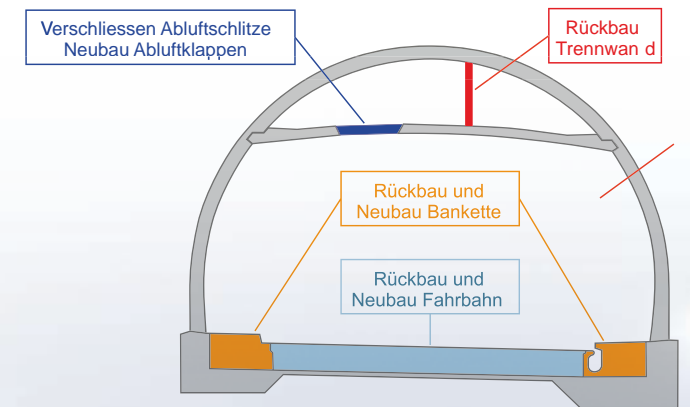 Verschliessen Abluftschlitze
Neubau Abluftklappen
Rückbau
Trennwan d
Rückbau und
Neubau Bankette
Rückbau und
Neubau Fahrbahn